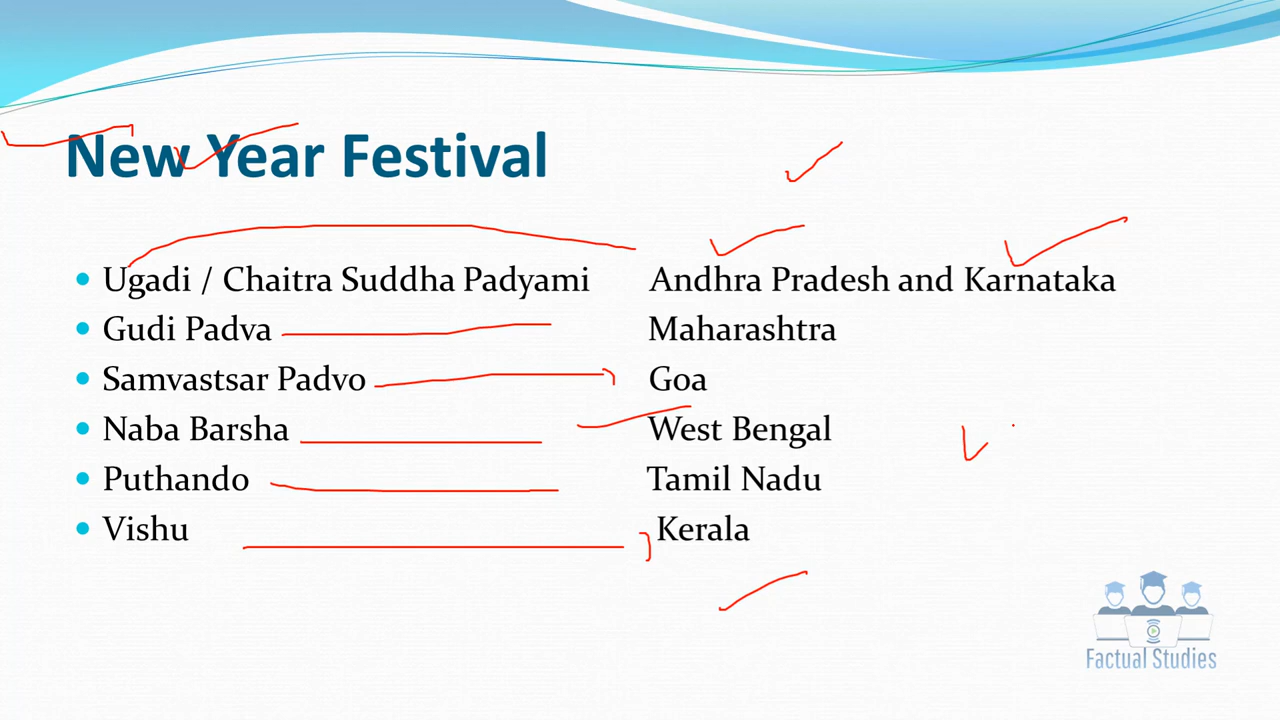 New Year Festival
Ugadi / Chaitra Suddha Padyami Andhra Pradesh and Karnataka
Gudi Padva Maharashtra
Samvastsar Padvo Goa
Naba Barsha West Bengal
Puthando Tamil Nadu
Vishu Kerala
Factual Studies